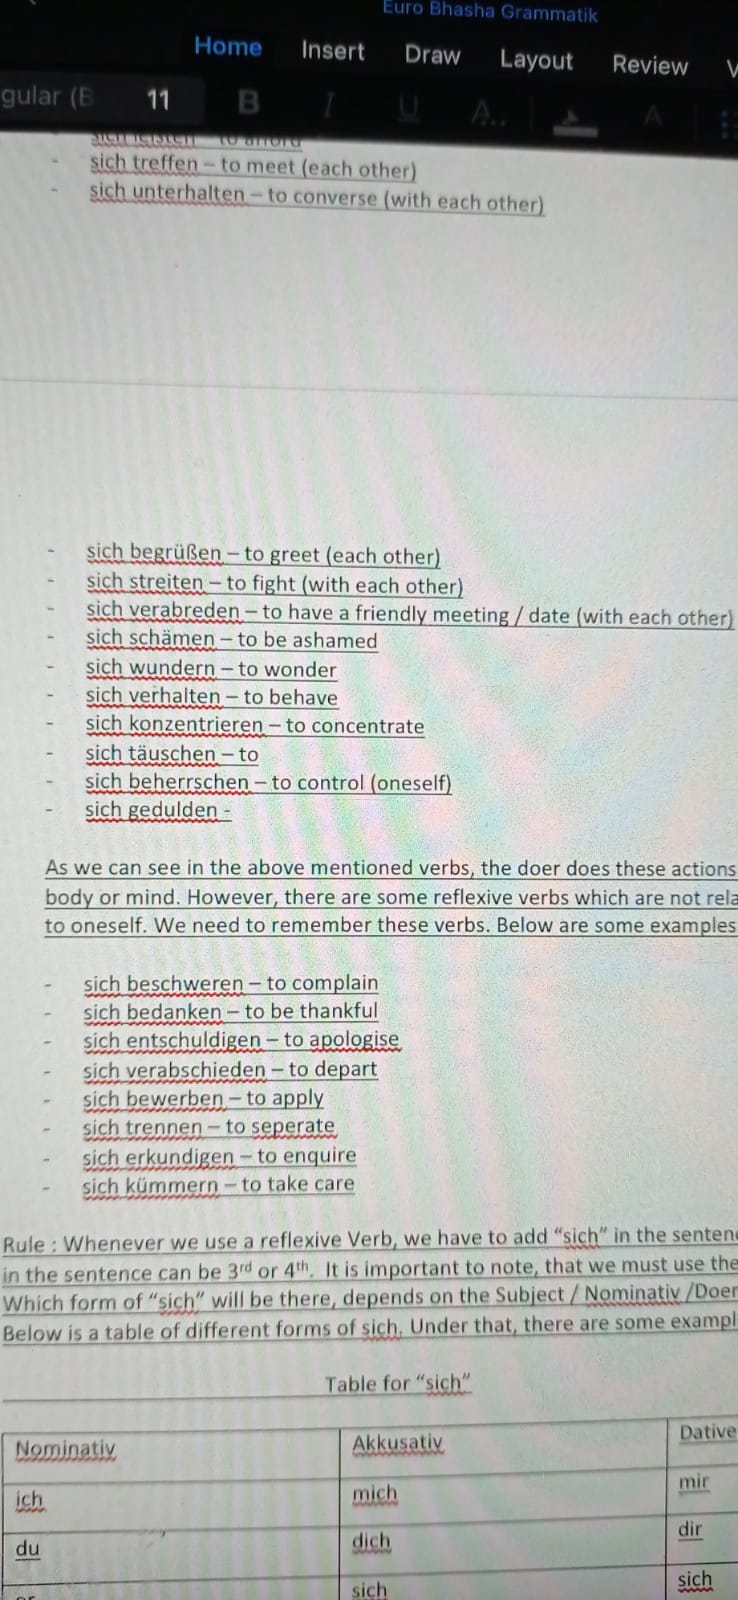 Euro Bhasha Grammatik
Home Insert Draw Layout Review V
gular (B 11 B I U A.. A
sich leisten – to afford
- sich treffen – to meet (each other)
- sich unterhalten – to converse (with each other)
- sich begrüßen – to greet (each other)
- sich streiten – to fight (with each other)
- sich verabreden – to have a friendly meeting / date (with each other)
- sich schämen – to be ashamed
- sich wundern – to wonder
- sich verhalten – to behave
- sich konzentrieren – to concentrate
- sich täuschen – to
- sich beherrschen – to control (oneself)
- sich gedulden -
As we can see in the above mentioned verbs, the doer does these actions
body or mind. However, there are some reflexive verbs which are not rela
to oneself. We need to remember these verbs. Below are some examples
- sich beschweren – to complain
- sich bedanken – to be thankful
- sich entschuldigen – to apologise
- sich verabschieden – to depart
- sich bewerben – to apply
- sich trennen – to seperate
- sich erkundigen – to enquire
- sich kümmern – to take care
Rule : Whenever we use a reflexive Verb, we have to add “sich” in the senten
in the sentence can be 3rd or 4th. It is important to note, that we must use the
Which form of “sich” will be there, depends on the Subject / Nominativ /Doer
Below is a table of different forms of sich. Under that, there are some exampl
Table for “sich”
Nominativ Akkusativ Dative
ich mich mir
du dich dir
er sich sich